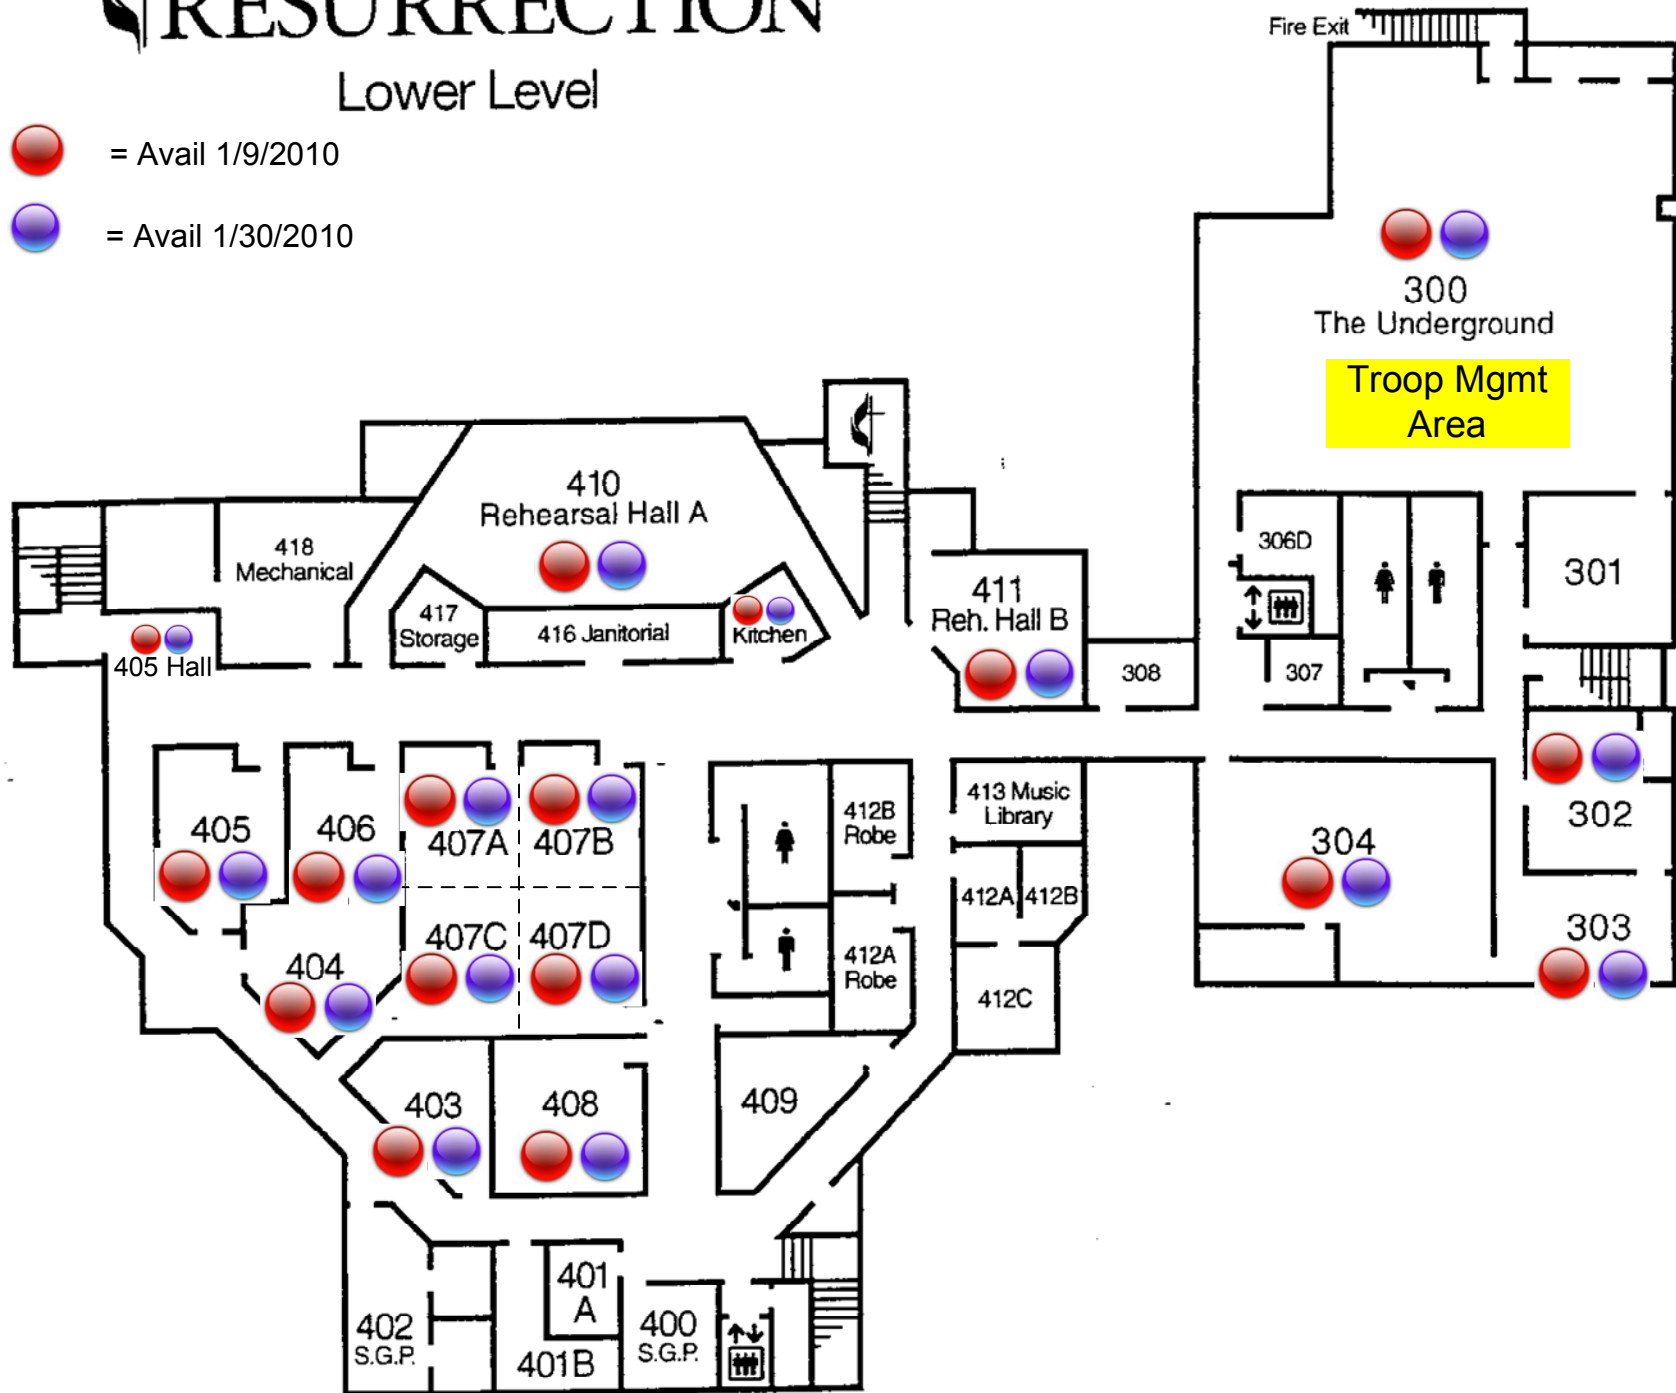 RESURRECTION
Lower Level
= Avail 1/9/2010
= Avail 1/30/2010
Fire Exit
300
The Underground
Troop Mgmt
Area
410
Rehearsal Hall A
418
Mechanical
417
Storage
416 Janitorial
Kitchen
405 Hall
411
Reh. Hall B
308
306D
307
301
302
303
304
405
406
407A
407B
407C
407D
404
412B
Robe
412A
Robe
413 Music
Library
412A
412B
412C
403
408
409
402
S.G.P.
401
A
401B
400
S.G.P.